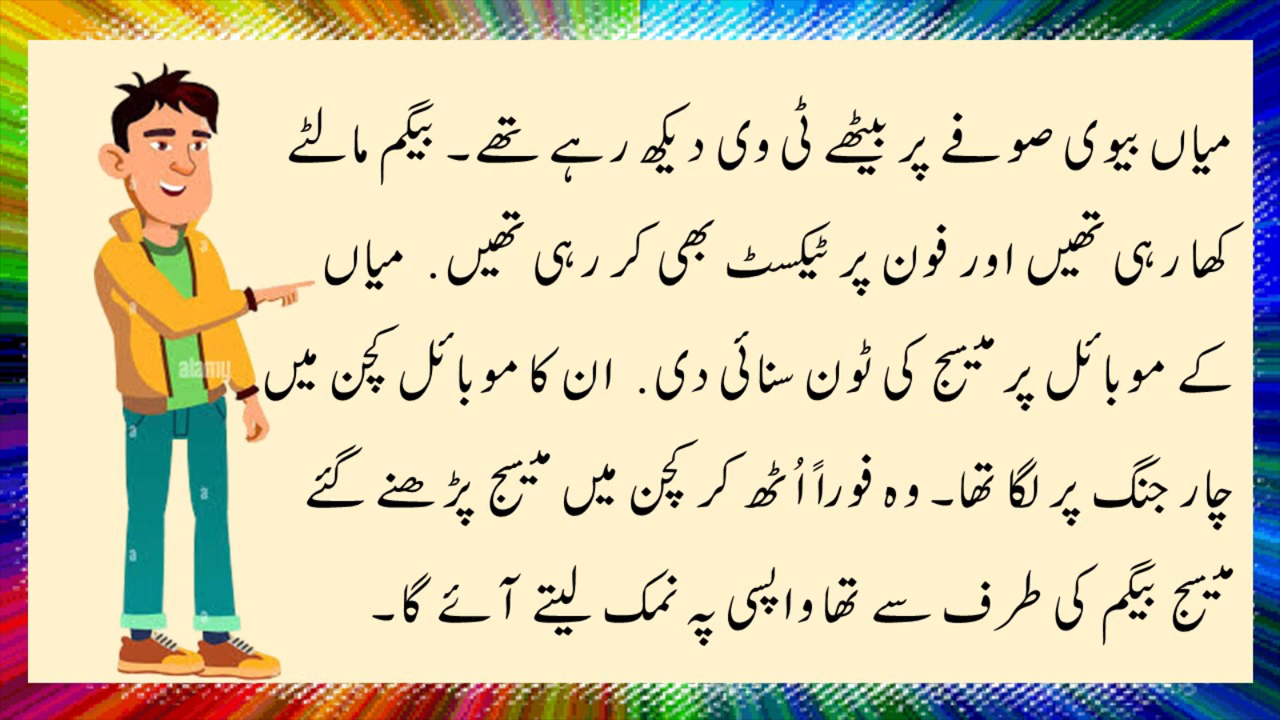 میاں بیوی صوفے پر بیٹھے ٹی وی دیکھ رہے تھے۔ بیگم مالٹے
کھا رہی تھیں اور فون پر ٹیکسٹ بھی کر رہی تھیں. میاں
کے موبائل پر میسج کی ٹون سنائی دی. ان کا موبائل کچن میں
چار جنگ پر لگا تھا۔ وہ فوراً اُٹھ کر کچن میں میسج پڑھنے گئے
میسج بیگم کی طرف سے تھا واپسی پہ نمک لیتے آئے گا۔
alamy